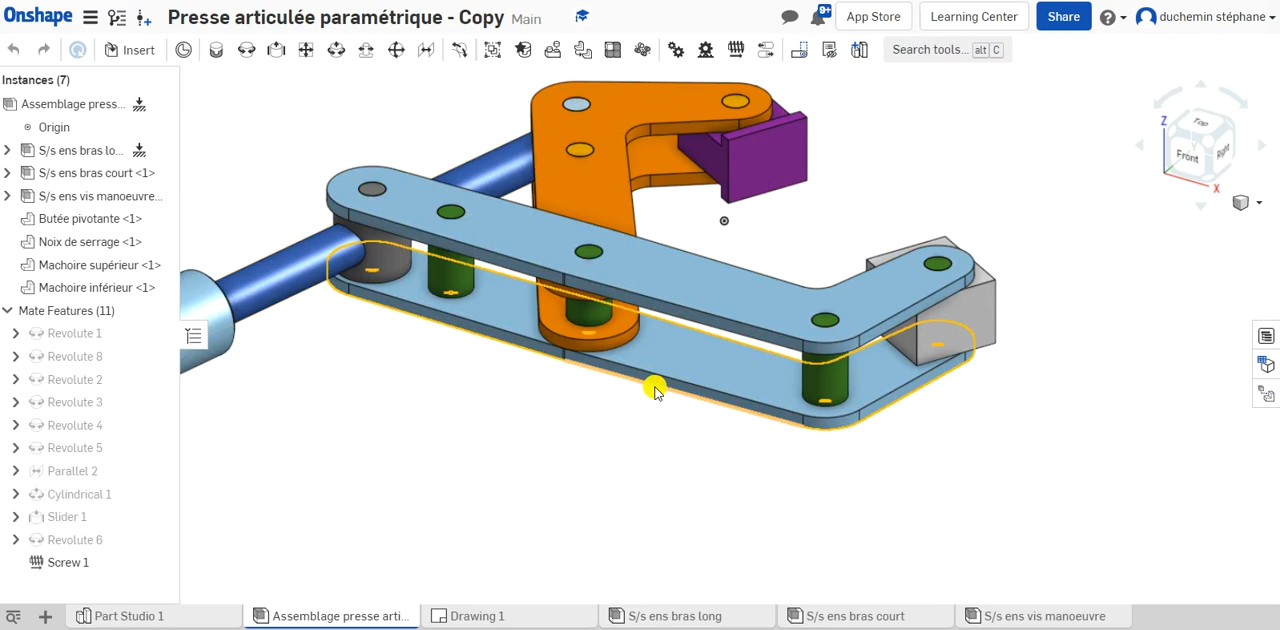 Onshape
Presse articulée paramétrique - Copy Main
9+
App Store
Learning Center
Share
duchemin stéphane
Insert
Search tools... alt C
Instances (7)
Assemblage press...
Origin
S/s ens bras lo...
S/s ens bras court <1>
S/s ens vis manoeuvre...
Butée pivotante <1>
Noix de serrage <1>
Machoire supérieur <1>
Machoire inférieur <1>
Mate Features (11)
Revolute 1
Revolute 8
Revolute 2
Revolute 3
Revolute 4
Revolute 5
Parallel 2
Cylindrical 1
Slider 1
Revolute 6
Screw 1
Z
Top
Front
Right
X
Part Studio 1
Assemblage presse arti...
Drawing 1
S/s ens bras long
S/s ens bras court
S/s ens vis manoeuvre